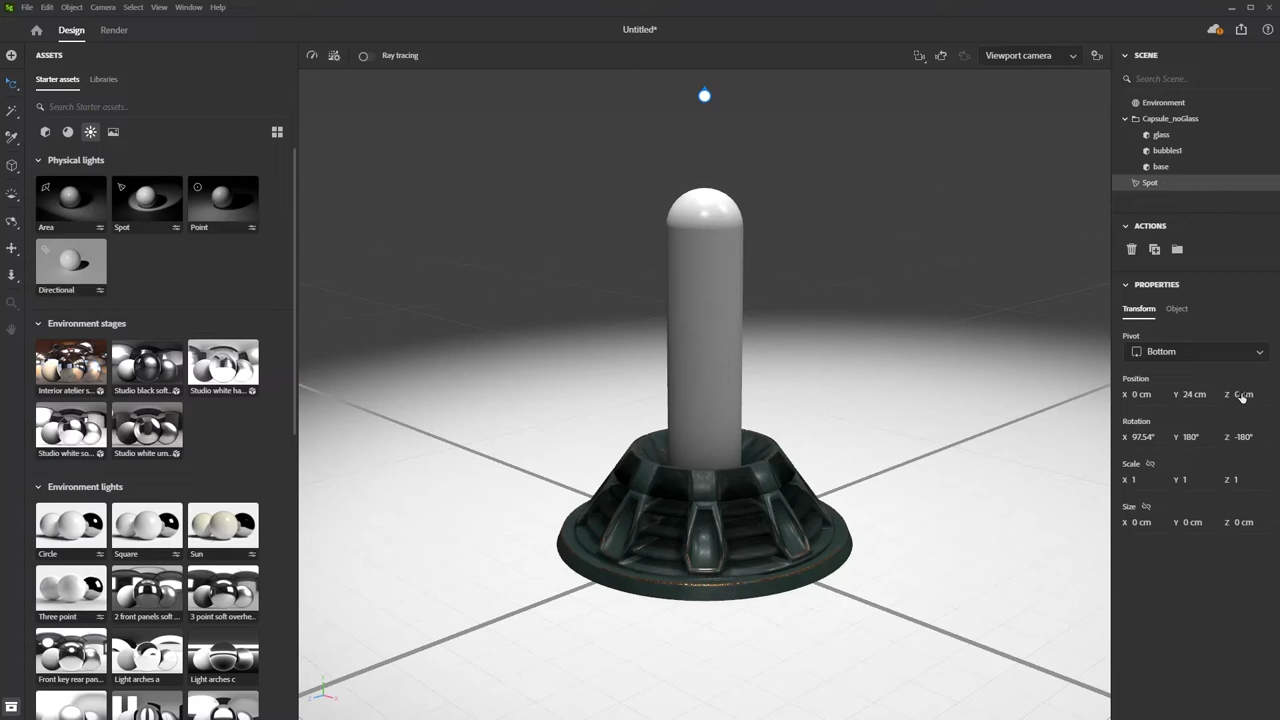 Sg File Edit Object Camera Select View Window Help
Design Render Untitled*
ASSETS
Starter assets Libraries
Search Starter assets..
Physical lights
Area Spot Point
Directional
Environment stages
Interior atelier s... Studio black soft... Studio white ha...
Studio white so... Studio white um...
Environment lights
Circle Square Sun
Three point 2 front panels soft ... 3 point soft overhe...
Front key rear pan... Light arches a Light arches c
Ray tracing Viewport camera
SCENE
Search Scene...
Environment
Capsule_noGlass
glass
bubbles1
base
Spot
ACTIONS
PROPERTIES
Transform Object
Pivot
Bottom
Position
X 0 cm Y 24 cm Z 0 cm
Rotation
X 97.54° Y 180° Z -180°
Scale
X 1 Y 1 Z 1
Size
X 0 cm Y 0 cm Z 0 cm